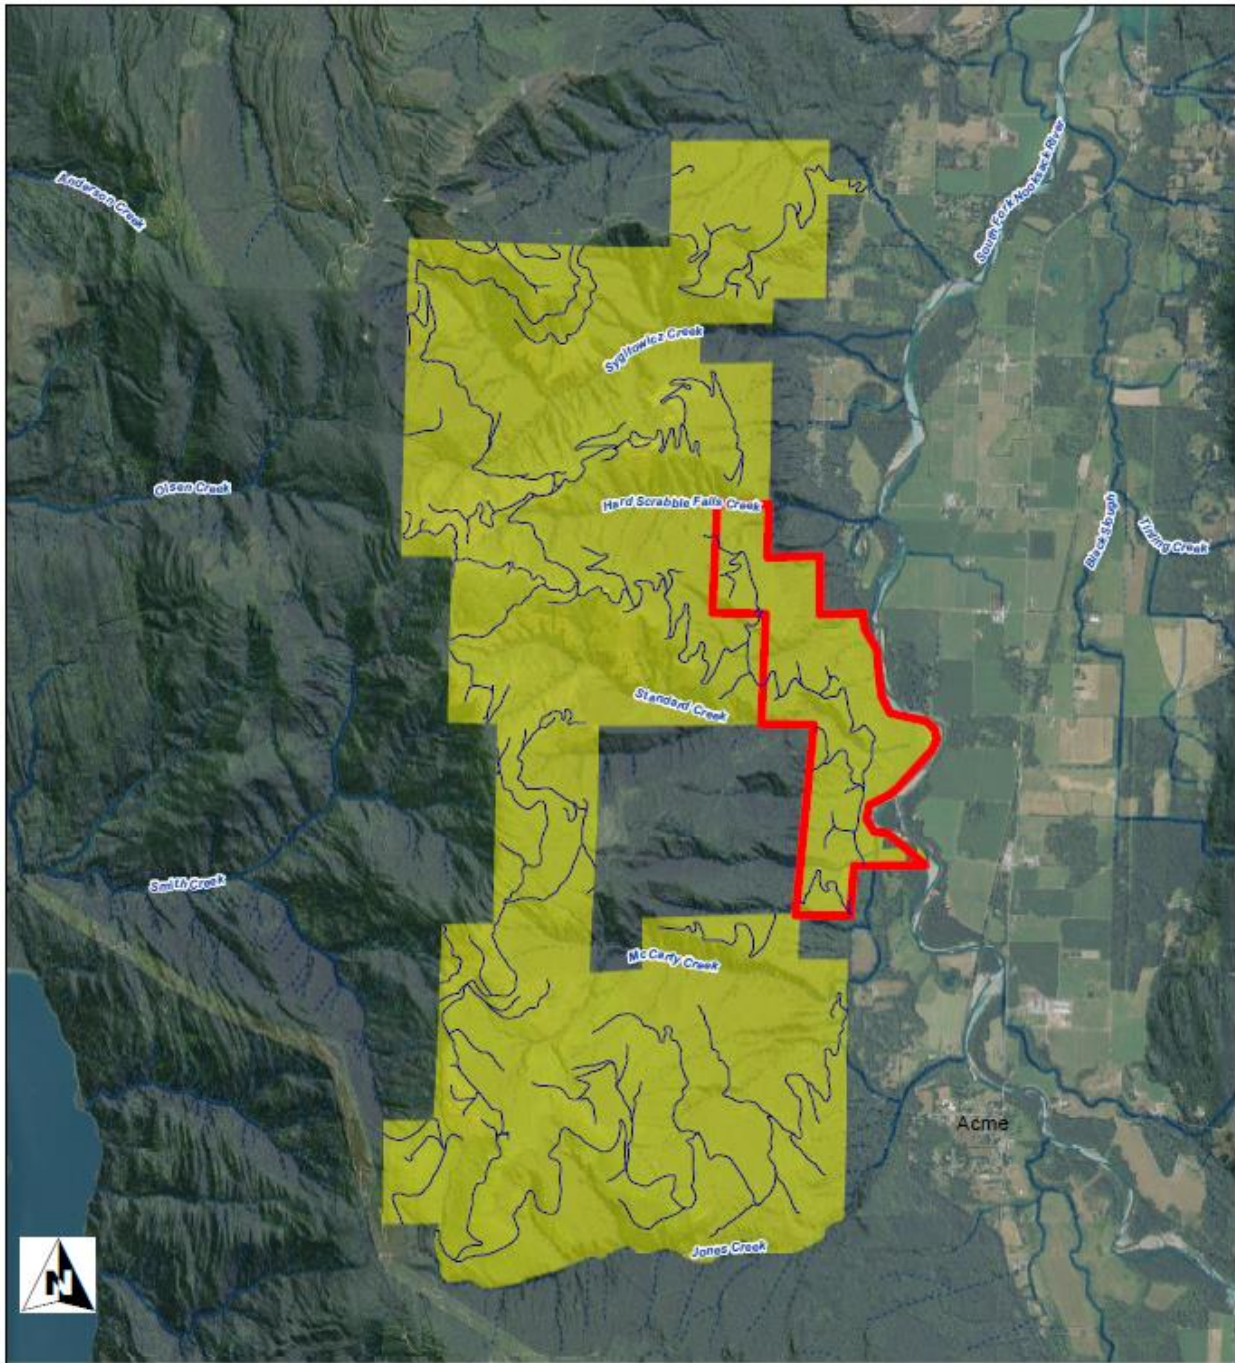 Anderson Creek
South Fork Nooksack River
Sygitowicz Creek
Olsen Creek
Hard Scrabble Falls Creek
Black Slough
Tinling Creek
Standard Creek
Smith Creek
McCarty Creek
Acme
Jones Creek
N